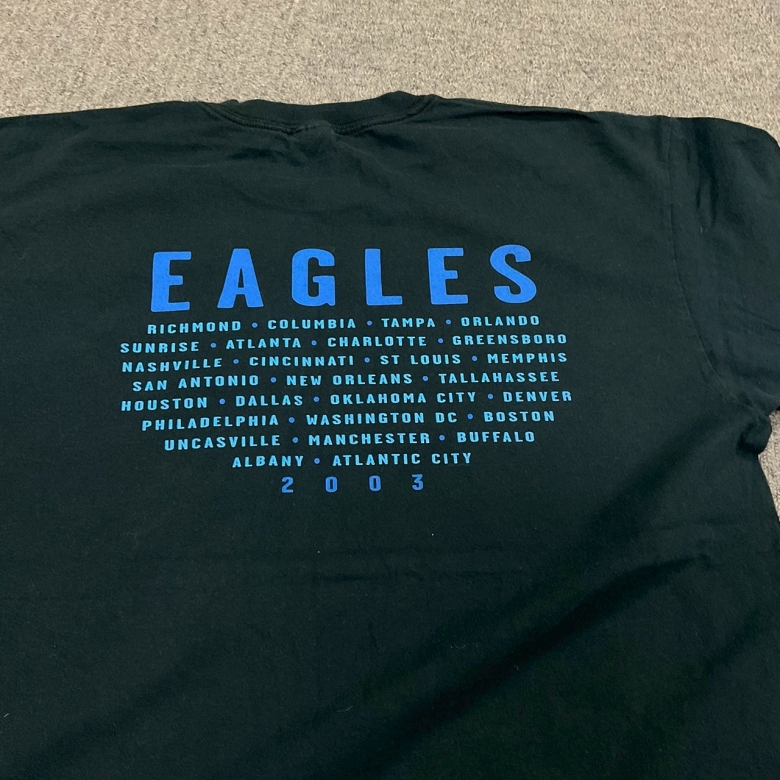 EAGLES
RICHMOND • COLUMBIA • TAMPA • ORLANDO
SUNRISE • ATLANTA • CHARLOTTE • GREENSBORO
NASHVILLE • CINCINNATI • ST LOUIS • MEMPHIS
SAN ANTONIO • NEW ORLEANS • TALLAHASSEE
HOUSTON • DALLAS • OKLAHOMA CITY • DENVER
PHILADELPHIA • WASHINGTON DC • BOSTON
UNCASVILLE • MANCHESTER • BUFFALO
ALBANY • ATLANTIC CITY
2003